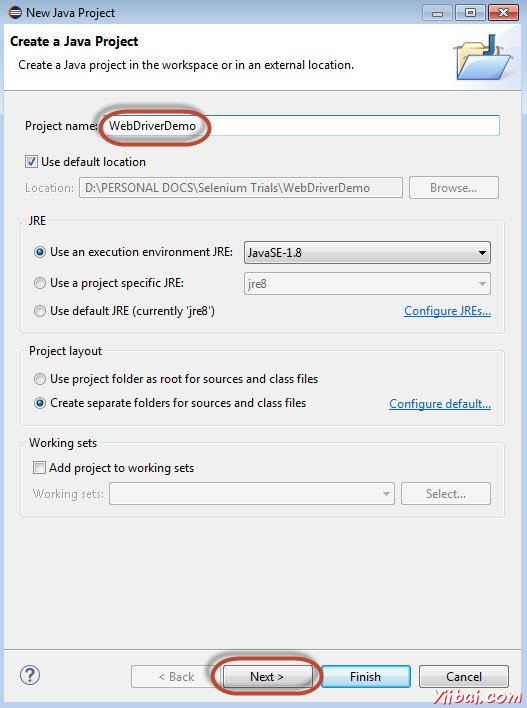 New Java Project
Create a Java Project
Create a Java project in the workspace or in an external location.
Project name: WebDriverDemo
Use default location
Location: D:\PERSONAL DOCS\Selenium Trials\WebDriverDemo Browse...
JRE
Use an execution environment JRE: JavaSE-1.8
Use a project specific JRE: jre8
Use default JRE (currently 'jre8') Configure JREs...
Project layout
Use project folder as root for sources and class files
Create separate folders for sources and class files Configure default...
Working sets
Add project to working sets
Working sets: Select...
? < Back Next > Finish Cancel
Yiibai.com